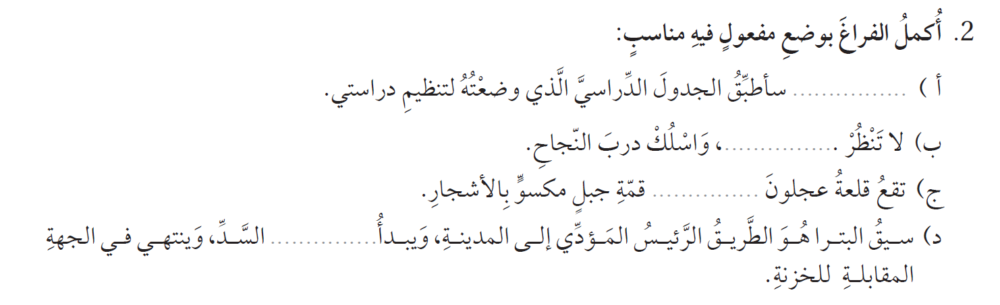 2. أُكملُ الفراغَ بوضعِ مفعولٍ فيهِ مناسبٍ:
أ ) ................ سأطبِّقُ الجدولَ الدِّراسيَّ الَّذي وضعْتُهُ لتنظيمِ دراستي.
ب) لا تَنْظُرْ ................، وَاسْلُكْ دربَ النّجاحِ.
ج) تقعُ قلعةُ عجلونَ ............... قمّةِ جبلٍ مكسوٍّ بِالأشجارِ.
د) سيقُ البترا هُوَ الطَّريقُ الرَّئيسُ المَؤدِّي إلى المدينةِ، وَيبدأُ............... السَّدِّ، وَينتهي في الجهةِ
المقابلةِ للخزنةِ.